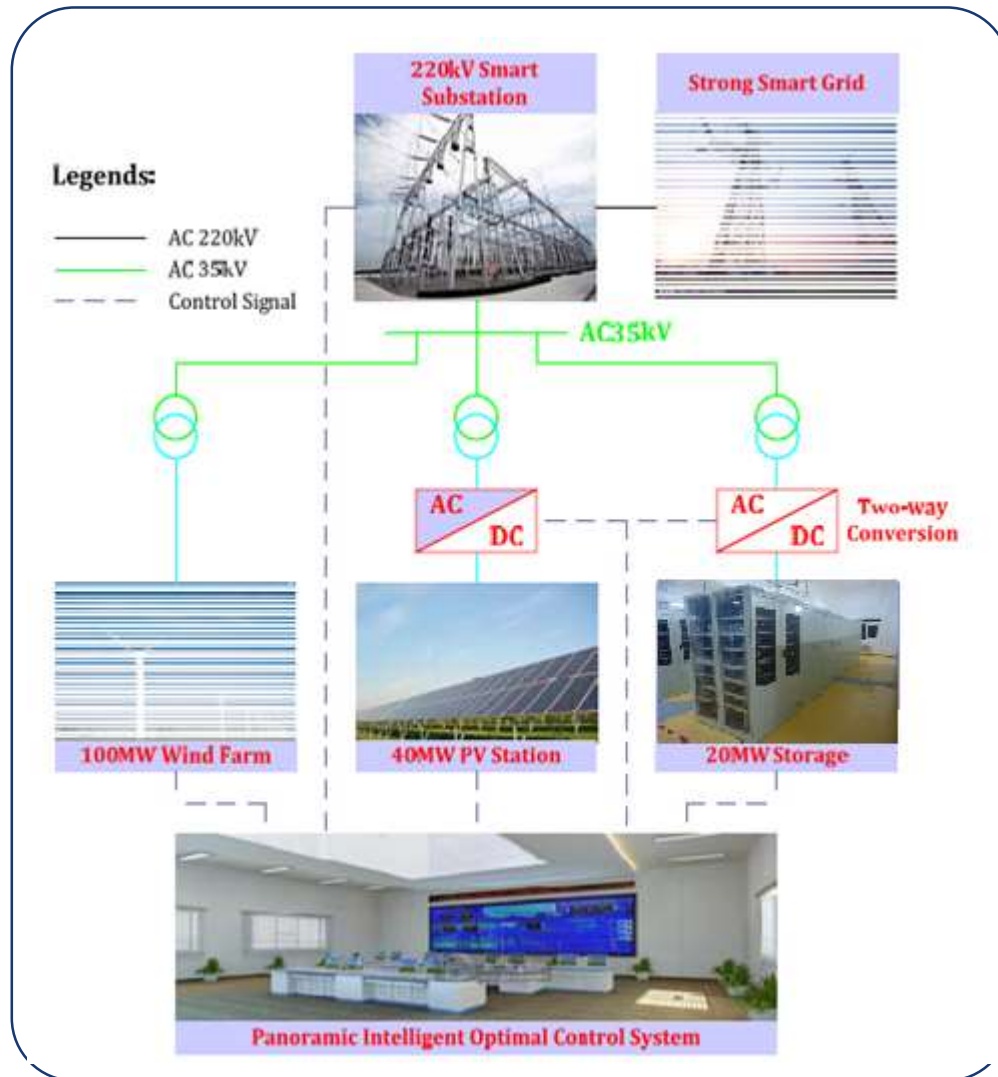 220kV Smart
Substation
Strong Smart Grid
Legends:
AC 220kV
AC 35kV
Control Signal
AC35kV
AC
DC
AC
DC
Two-way
Conversion
100MW Wind Farm
40MW PV Station
20MW Storage
Panoramic Intelligent Optimal Control System